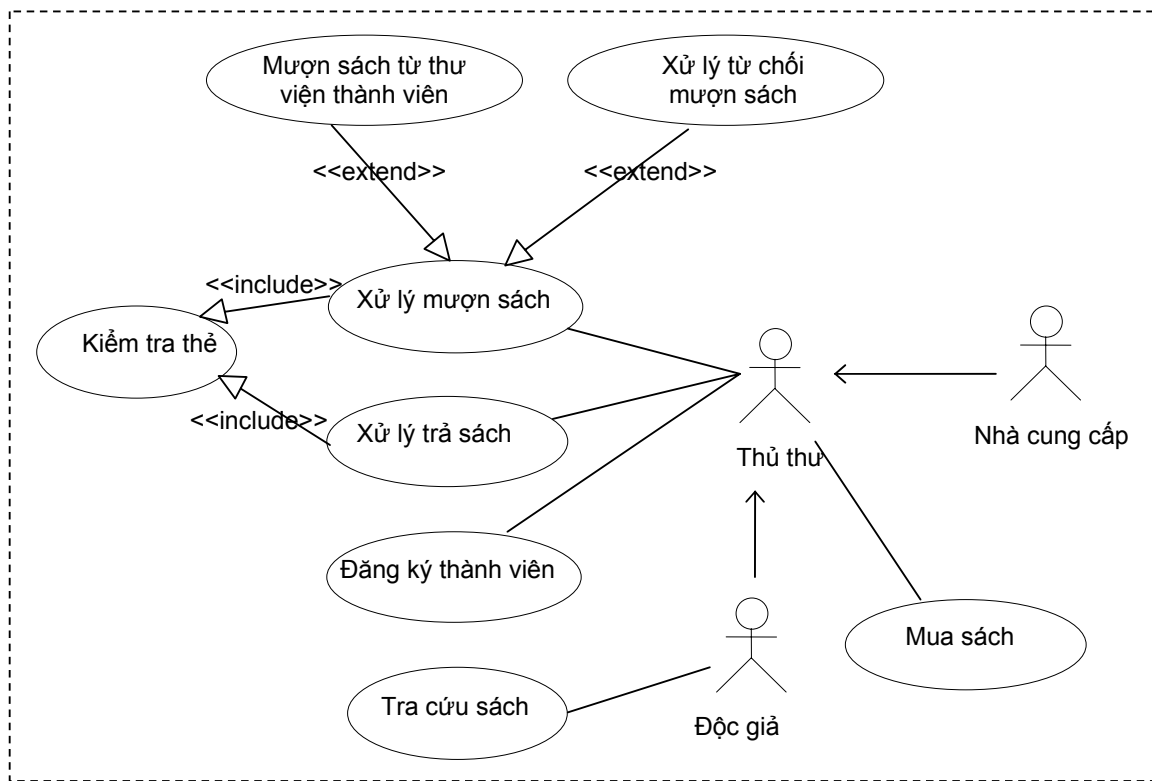 Mượn sách từ thư
viện thành viên
Xử lý từ chối
mượn sách
<<extend>>
<<extend>>
<<include>>
Xử lý mượn sách
Kiểm tra thẻ
<<include>>
Xử lý trả sách
Thủ thư
Nhà cung cấp
Đăng ký thành viên
Mua sách
Tra cứu sách
Độc giả